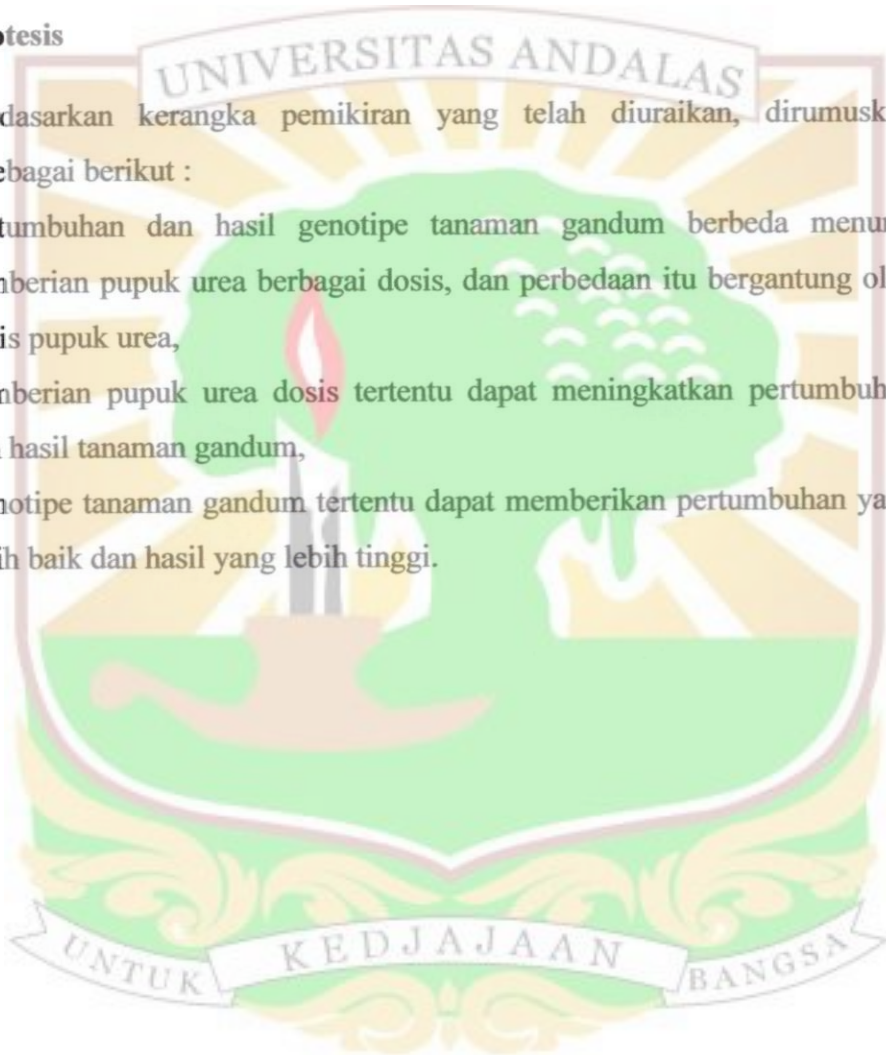 otesis
UNIVERSITAS ANDALAS
dasarkan kerangka pemikiran yang telah diuraikan, dirumusk
ebagai berikut :
tumbuhan dan hasil genotipe tanaman gandum berbeda menu
nberian pupuk urea berbagai dosis, dan perbedaan itu bergantung ol
is pupuk urea,
nberian pupuk urea dosis tertentu dapat meningkatkan pertumbuh
hasil tanaman gandum,
notipe tanaman gandum tertentu dapat memberikan pertumbuhan ya
ih baik dan hasil yang lebih tinggi.
UNTUK KEDJAJAAN BANGSA